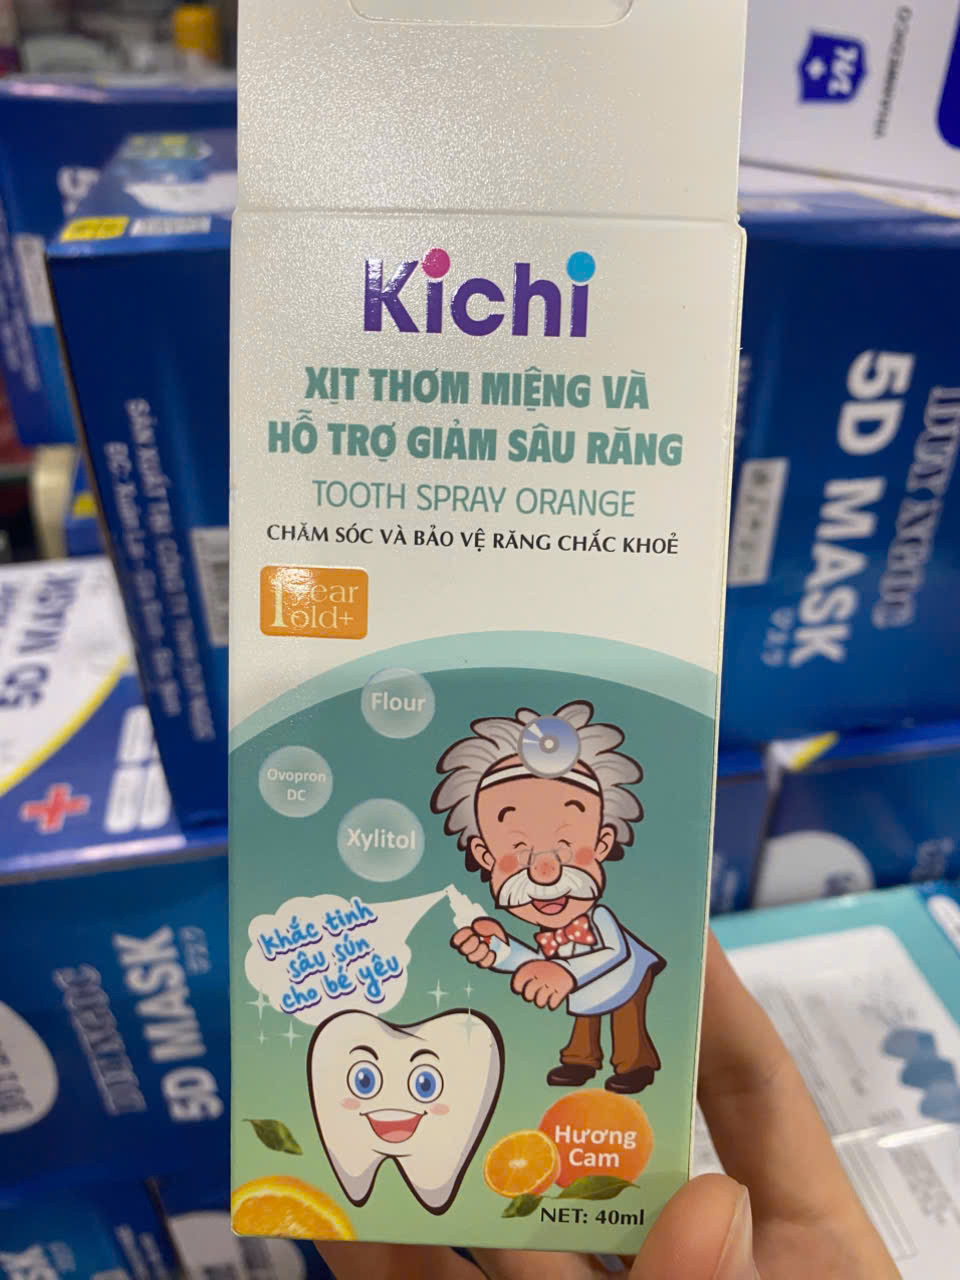 Kichi
XỊT THƠM MIỆNG VÀ
HỖ TRỢ GIẢM SÂU RĂNG
TOOTH SPRAY ORANGE
CHĂM SÓC VÀ BẢO VỆ RĂNG CHẮC KHOẺ
1 year
old+
Flour
Ovopron
DC
Xylitol
khắc tinh
sâu sún
cho bé yêu
Hương
Cam
NET: 40ml
5D MASK
5D MASK